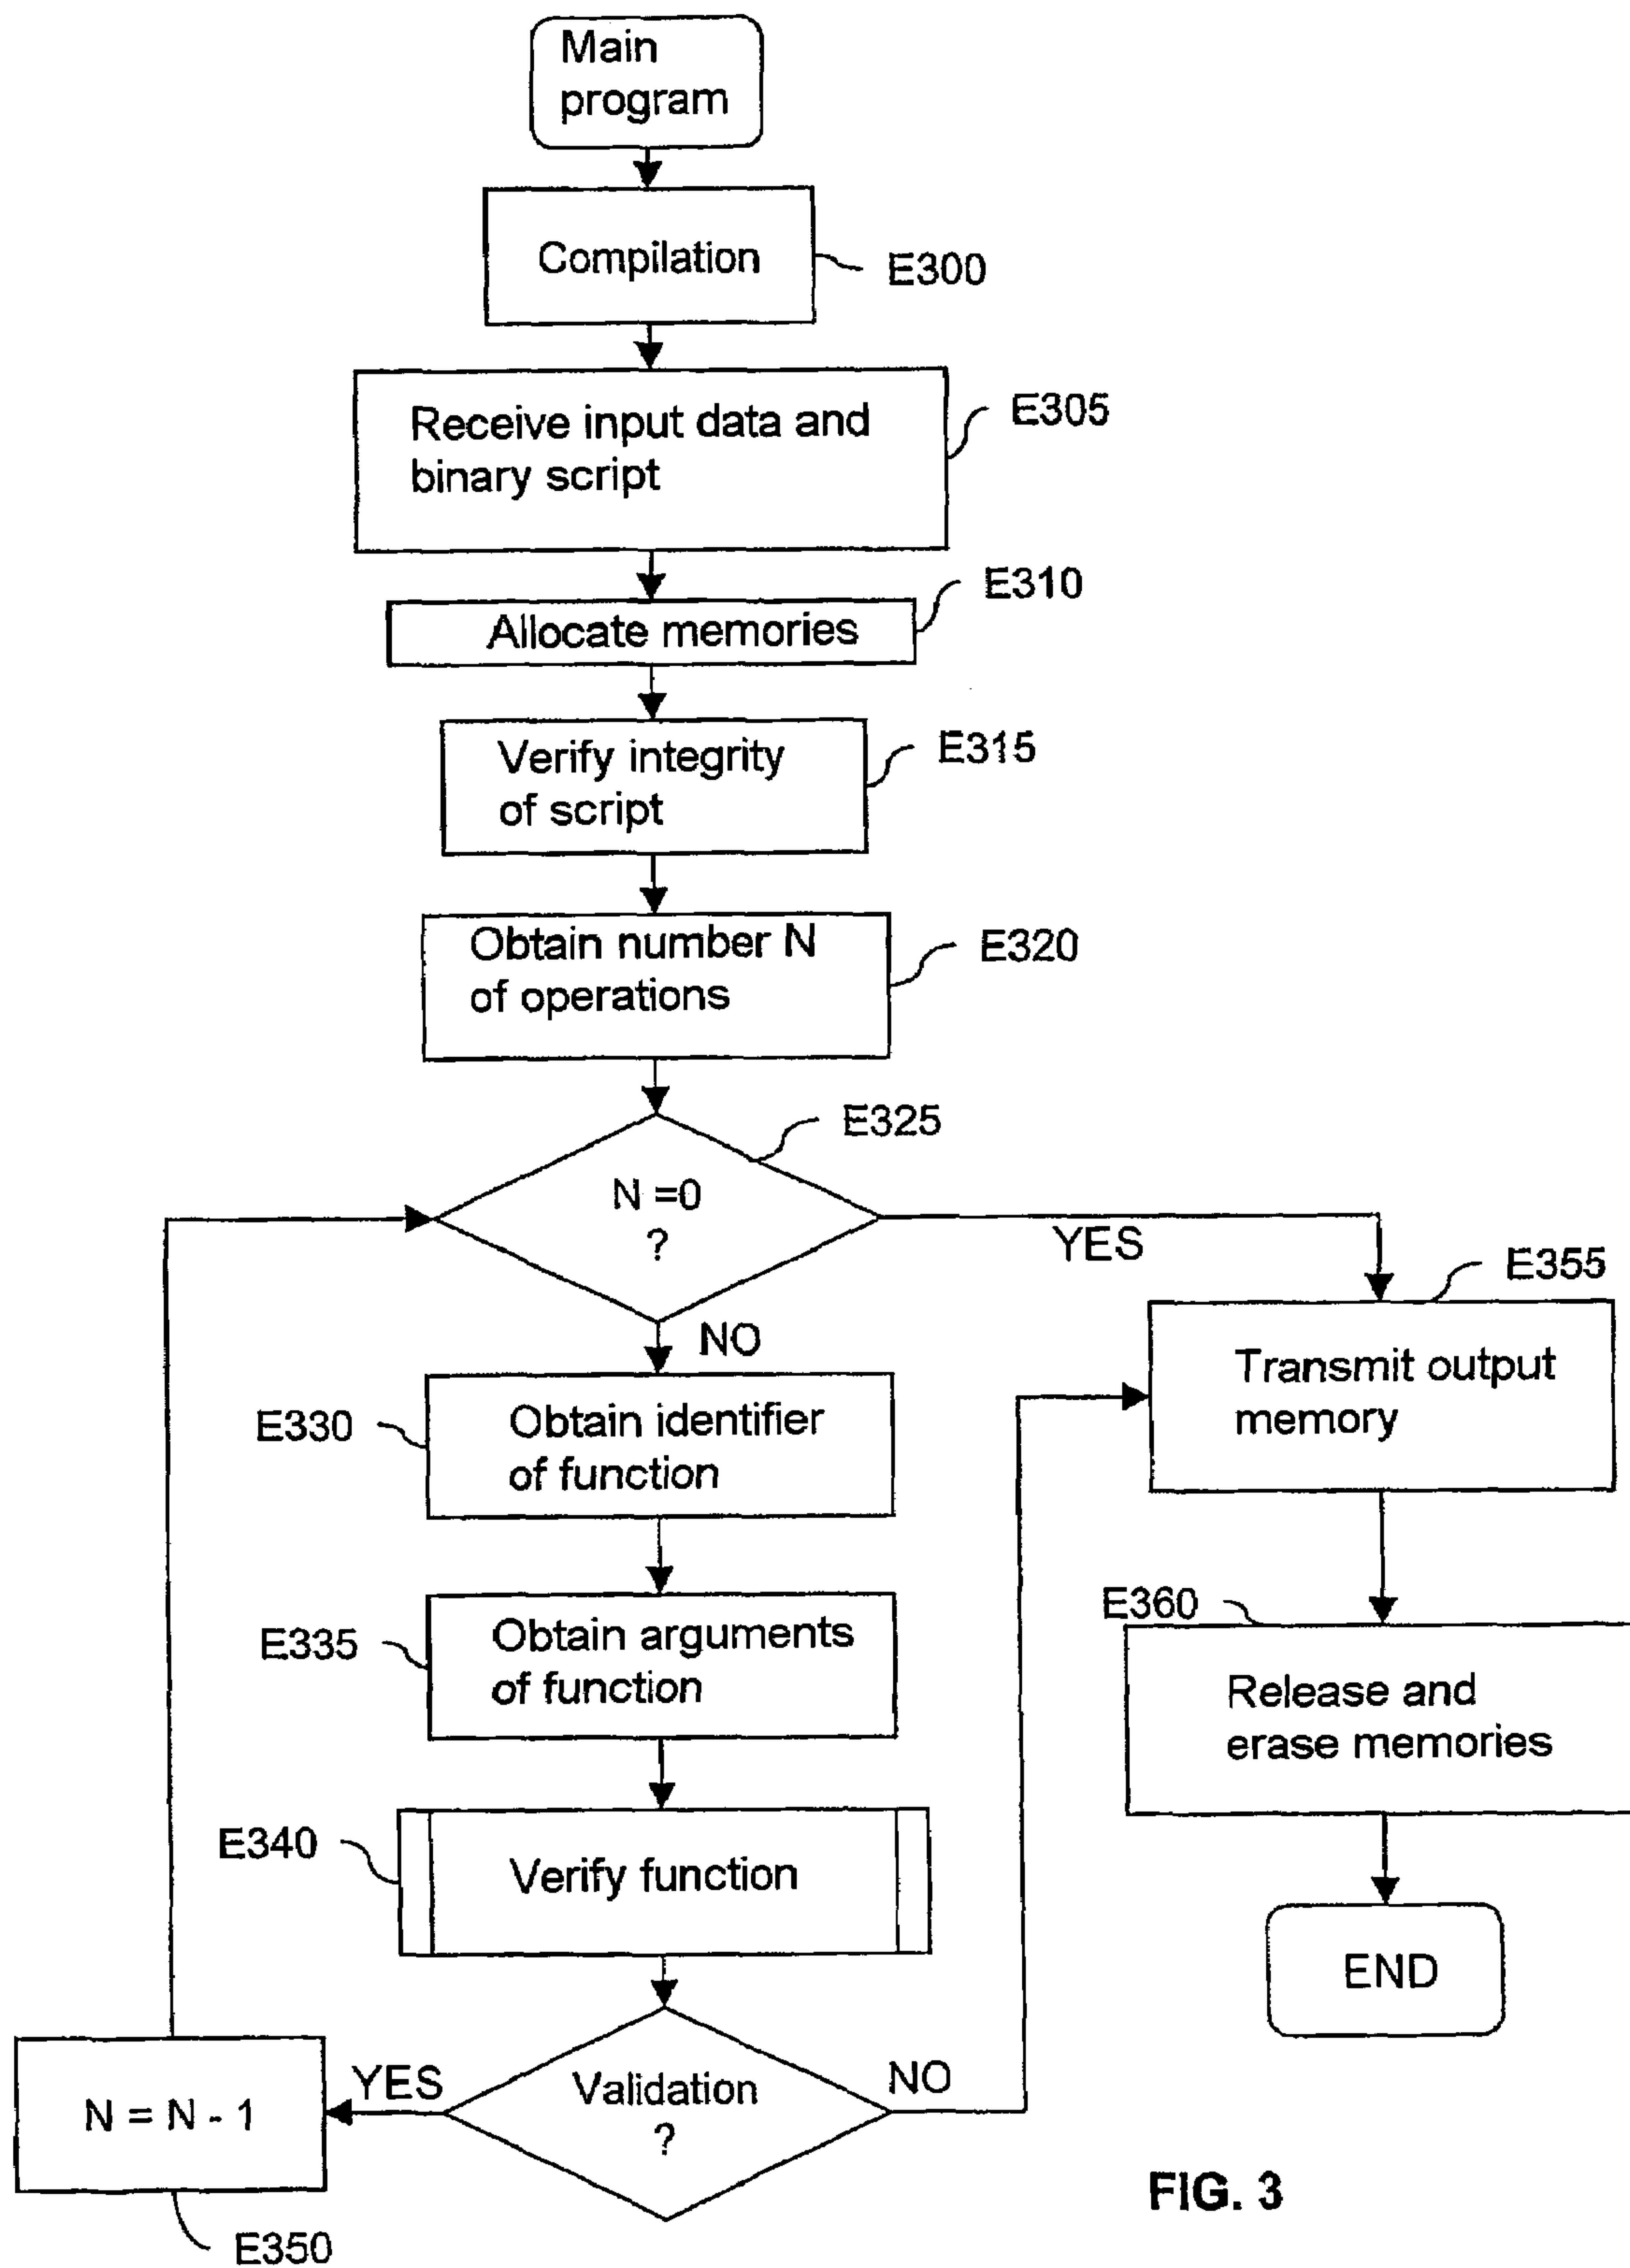 Main
program
Compilation
E300
Receive input data and
binary script
E305
Allocate memories
E310
Verify integrity
of script
E315
Obtain number N
of operations
E320
N =0
?
E325
YES
NO
E355
Transmit output
memory
E330
Obtain identifier
of function
E335
Obtain arguments
of function
E360
Release and
erase memories
E340
Verify function
END
Validation
?
YES
NO
N = N - 1
E350
FIG. 3